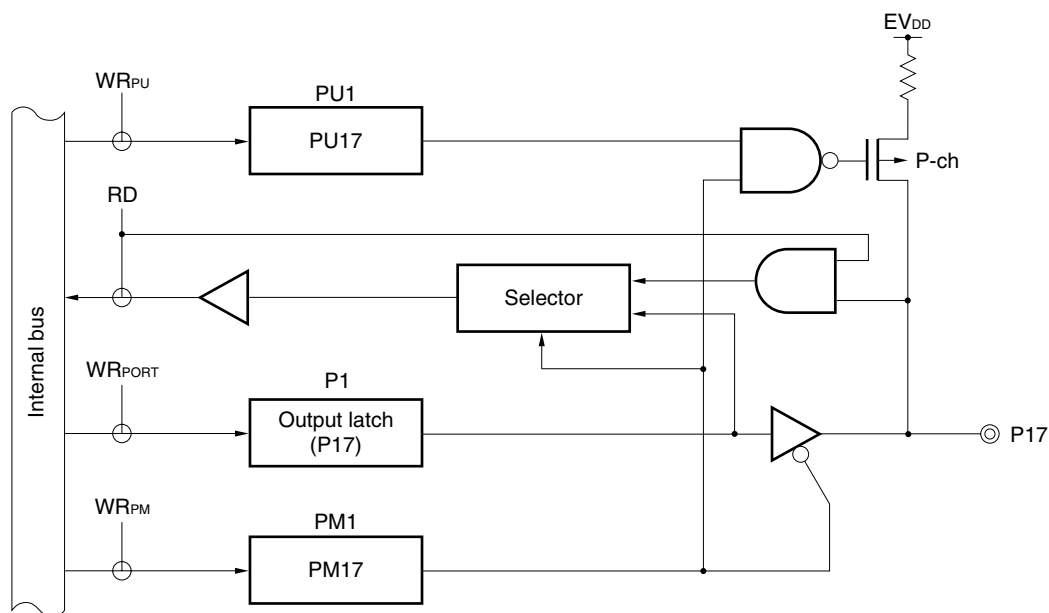 EVDD
WRPU
PU1
PU17
P-ch
RD
Selector
Internal bus
WRPORT
P1
Output latch
(P17)
P17
WRPM
PM1
PM17